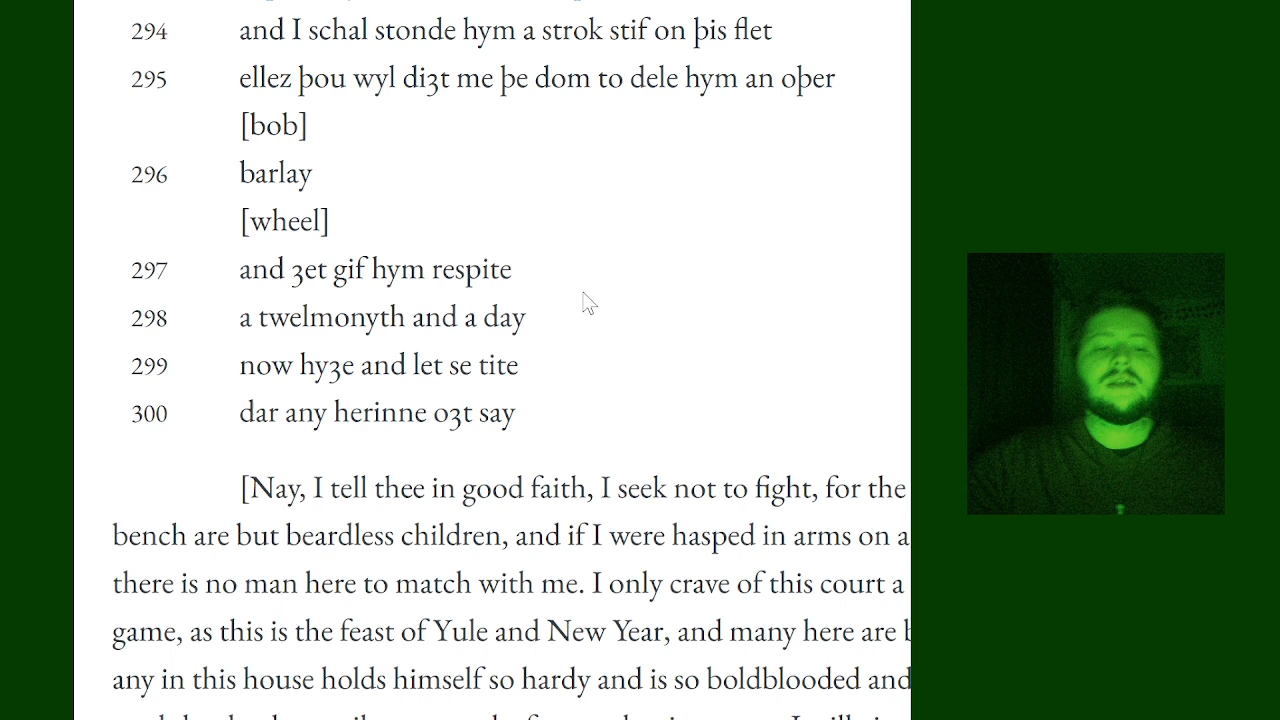 294 and I schal stonde hym a strok stif on þis flet
295 ellez þou wyl diȝt me þe dom to dele hym an oþer
[bob]
296 barlay
[wheel]
297 and ȝet gif hym respite
298 a twelmonyth and a day
299 now hyȝe and let se tite
300 dar any herinne oȝt say
[Nay, I tell thee in good faith, I seek not to fight, for the
bench are but beardless children, and if I were hasped in arms on a
there is no man here to match with me. I only crave of this court a
game, as this is the feast of Yule and New Year, and many here are
any in this house holds himself so hardy and is so boldblooded and